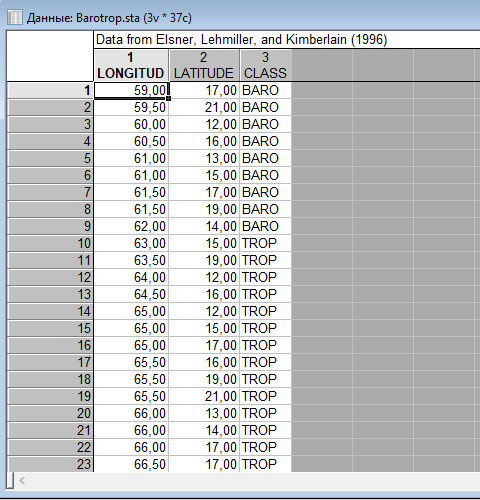 Данные: Barotrop.sta (3v * 37c)
Data from Elsner, Lehmiller, and Kimberlain (1996)
1 2 3
LONGITUD LATITUDE CLASS
1 59,00 17,00 BARO
2 59,50 21,00 BARO
3 60,00 12,00 BARO
4 60,50 16,00 BARO
5 61,00 13,00 BARO
6 61,00 15,00 BARO
7 61,50 17,00 BARO
8 61,50 19,00 BARO
9 62,00 14,00 BARO
10 63,00 15,00 TROP
11 63,50 19,00 TROP
12 64,00 12,00 TROP
13 64,50 16,00 TROP
14 65,00 12,00 TROP
15 65,00 15,00 TROP
16 65,00 17,00 TROP
17 65,50 16,00 TROP
18 65,50 19,00 TROP
19 65,50 21,00 TROP
20 66,00 13,00 TROP
21 66,00 14,00 TROP
22 66,00 17,00 TROP
23 66,50 17,00 TROP